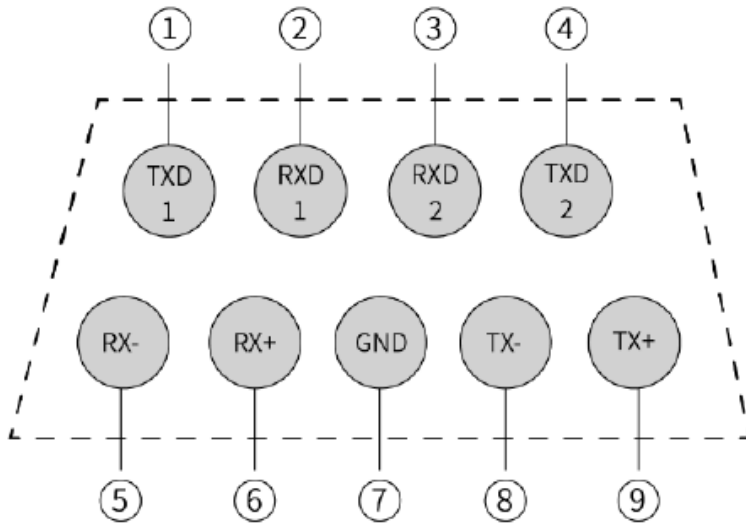 ① ② ③ ④
TXD RXD RXD TXD
1 1 2 2
RX- RX+ GND TX- TX+
⑤ ⑥ ⑦ ⑧ ⑨